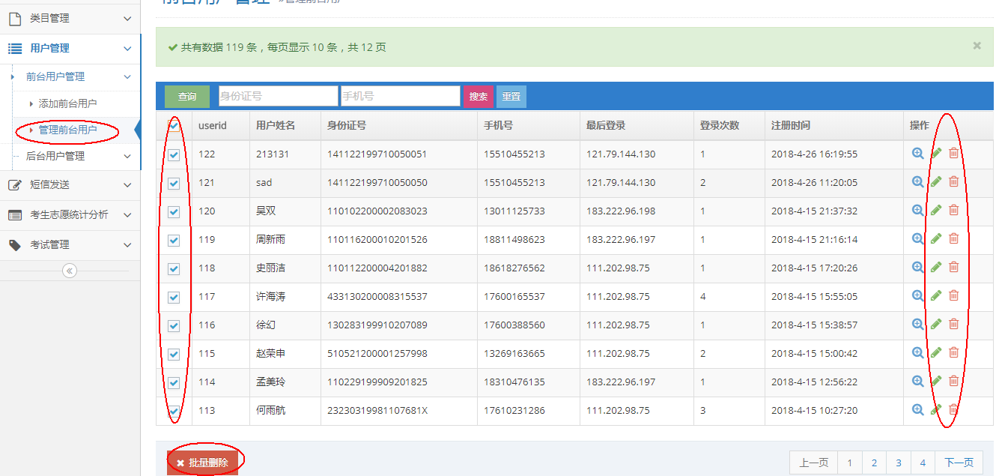 前台用户管理 »管理前台用户
类目管理
用户管理
前台用户管理
添加前台用户
管理前台用户
后台用户管理
短信发送
考生志愿统计分析
考试管理
共有数据 119 条，每页显示 10 条，共 12 页
查询 身份证号 手机号 搜索 重置
userid 用户姓名 身份证号 手机号 最后登录 登录次数 注册时间 操作
122 213131 141122199710050051 15510455213 121.79.144.130 1 2018-4-26 16:19:55
121 sad 141122199710050050 15510455213 121.79.144.130 2 2018-4-26 11:20:05
120 吴双 110102200002083023 13011125733 183.222.96.198 1 2018-4-15 21:37:32
119 周新雨 110116200010201526 18811498623 183.222.96.197 1 2018-4-15 21:16:14
118 史丽洁 110112200004201882 18618276562 111.202.98.75 1 2018-4-15 17:20:26
117 许海涛 433130200008315537 17600165537 111.202.98.75 4 2018-4-15 15:55:05
116 徐幻 130283199910207089 17600388560 111.202.98.75 1 2018-4-15 15:38:57
115 赵荣申 510521200001257998 13269163665 111.202.98.75 2 2018-4-15 15:00:42
114 孟美玲 110229199909201825 18310476135 183.222.96.197 1 2018-4-15 12:56:22
113 何雨航 23230319981107681X 17610231286 111.202.98.75 3 2018-4-15 10:27:20
批量删除
上一页 1 2 3 4 下一页